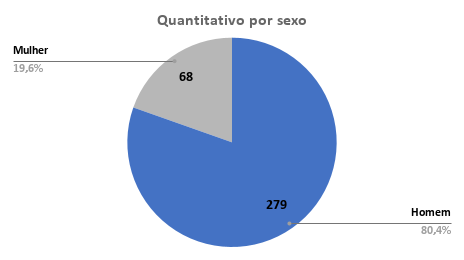 Quantitativo por sexo
Mulher
19,6%
68
279
Homem
80,4%